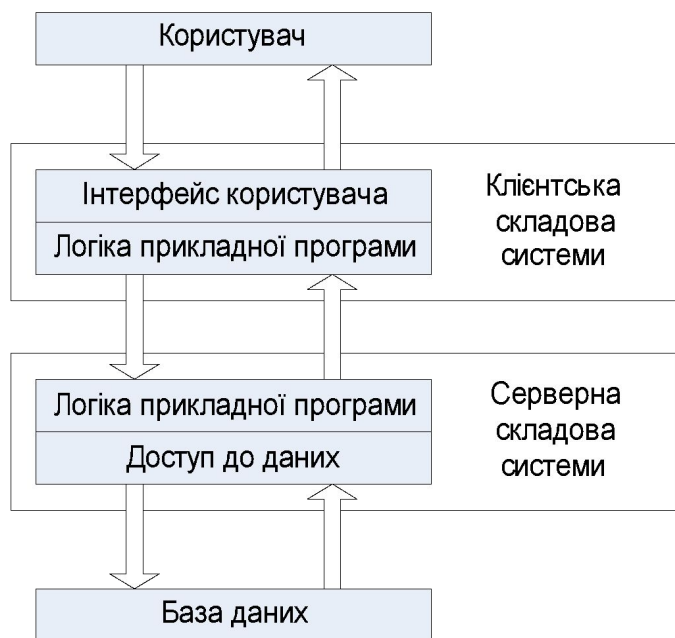 Користувач
Інтерфейс користувача
Логіка прикладної програми
Клієнтська
складова
системи
Логіка прикладної програми
Доступ до даних
Серверна
складова
системи
База даних